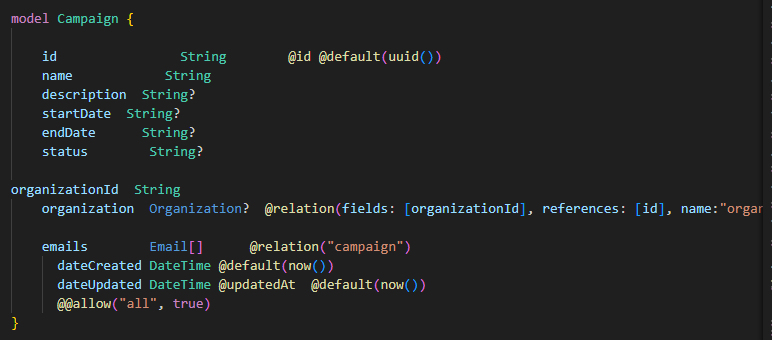 model Campaign {
id String @id @default(uuid())
name String
description String?
startDate String?
endDate String?
status String?
organizationId String
organization Organization? @relation(fields: [organizationId], references: [id], name:"organ
emails Email[] @relation("campaign")
dateCreated DateTime @default(now())
dateUpdated DateTime @updatedAt @default(now())
@@allow("all", true)
}